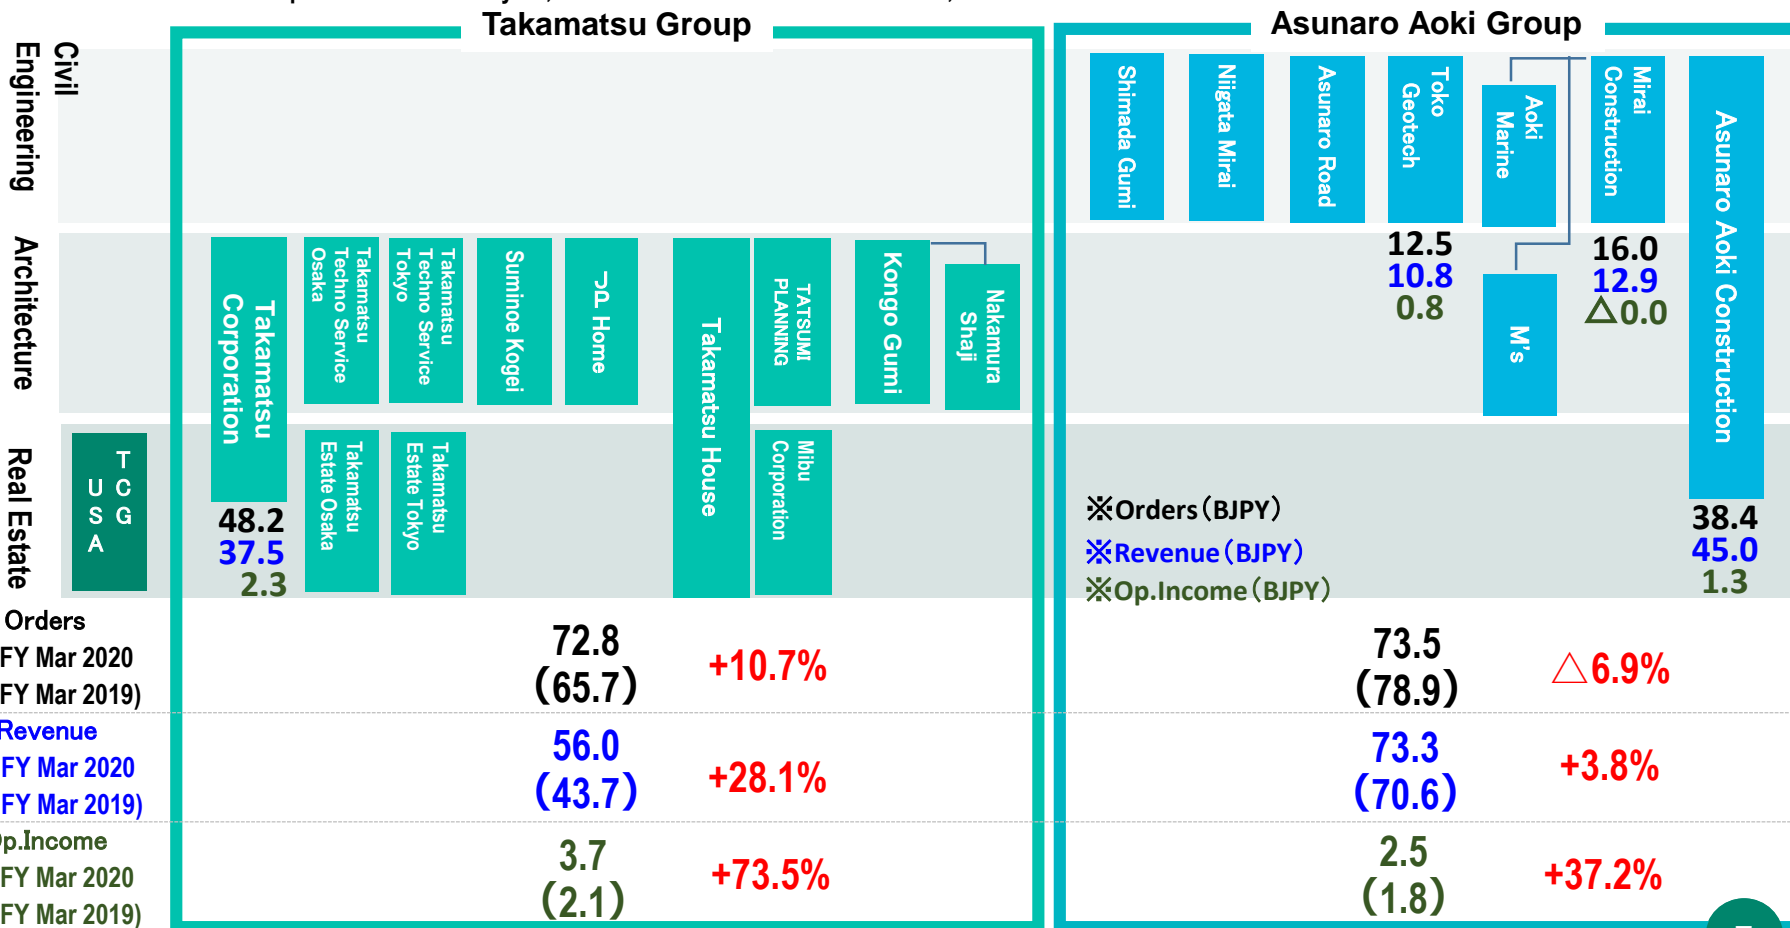 Takamatsu Group
Asunaro Aoki Group
Civil
Engineering
Shimada Gumi
Niigata Mirai
Asunaro Road
Toko
Geotech
Aoki
Marine
Mirai
Construction
Asunaro Aoki Construction
12.5
10.8
0.8
16.0
12.9
△0.0
M's
Architecture
Takamatsu
Corporation
Takamatsu
Techno Service
Osaka
Takamatsu
Techno Service
Tokyo
Suminoe Kogei
Home
Takamatsu House
TATSUMI
PLANNING
Kongo Gumi
Nakamura
Shaji
Real Estate
TCG
USA
48.2
37.5
2.3
Takamatsu
Estate Osaka
Takamatsu
Estate Tokyo
Mibu
Corporation
※Orders(BJPY)
※Revenue(BJPY)
※Op.Income(BJPY)
38.4
45.0
1.3
Orders
FY Mar 2020
FY Mar 2019)
72.8
(65.7)
+10.7%
73.5
(78.9)
△6.9%
Revenue
FY Mar 2020
FY Mar 2019)
56.0
(43.7)
+28.1%
73.3
(70.6)
+3.8%
p.Income
FY Mar 2020
FY Mar 2019)
3.7
(2.1)
+73.5%
2.5
(1.8)
+37.2%